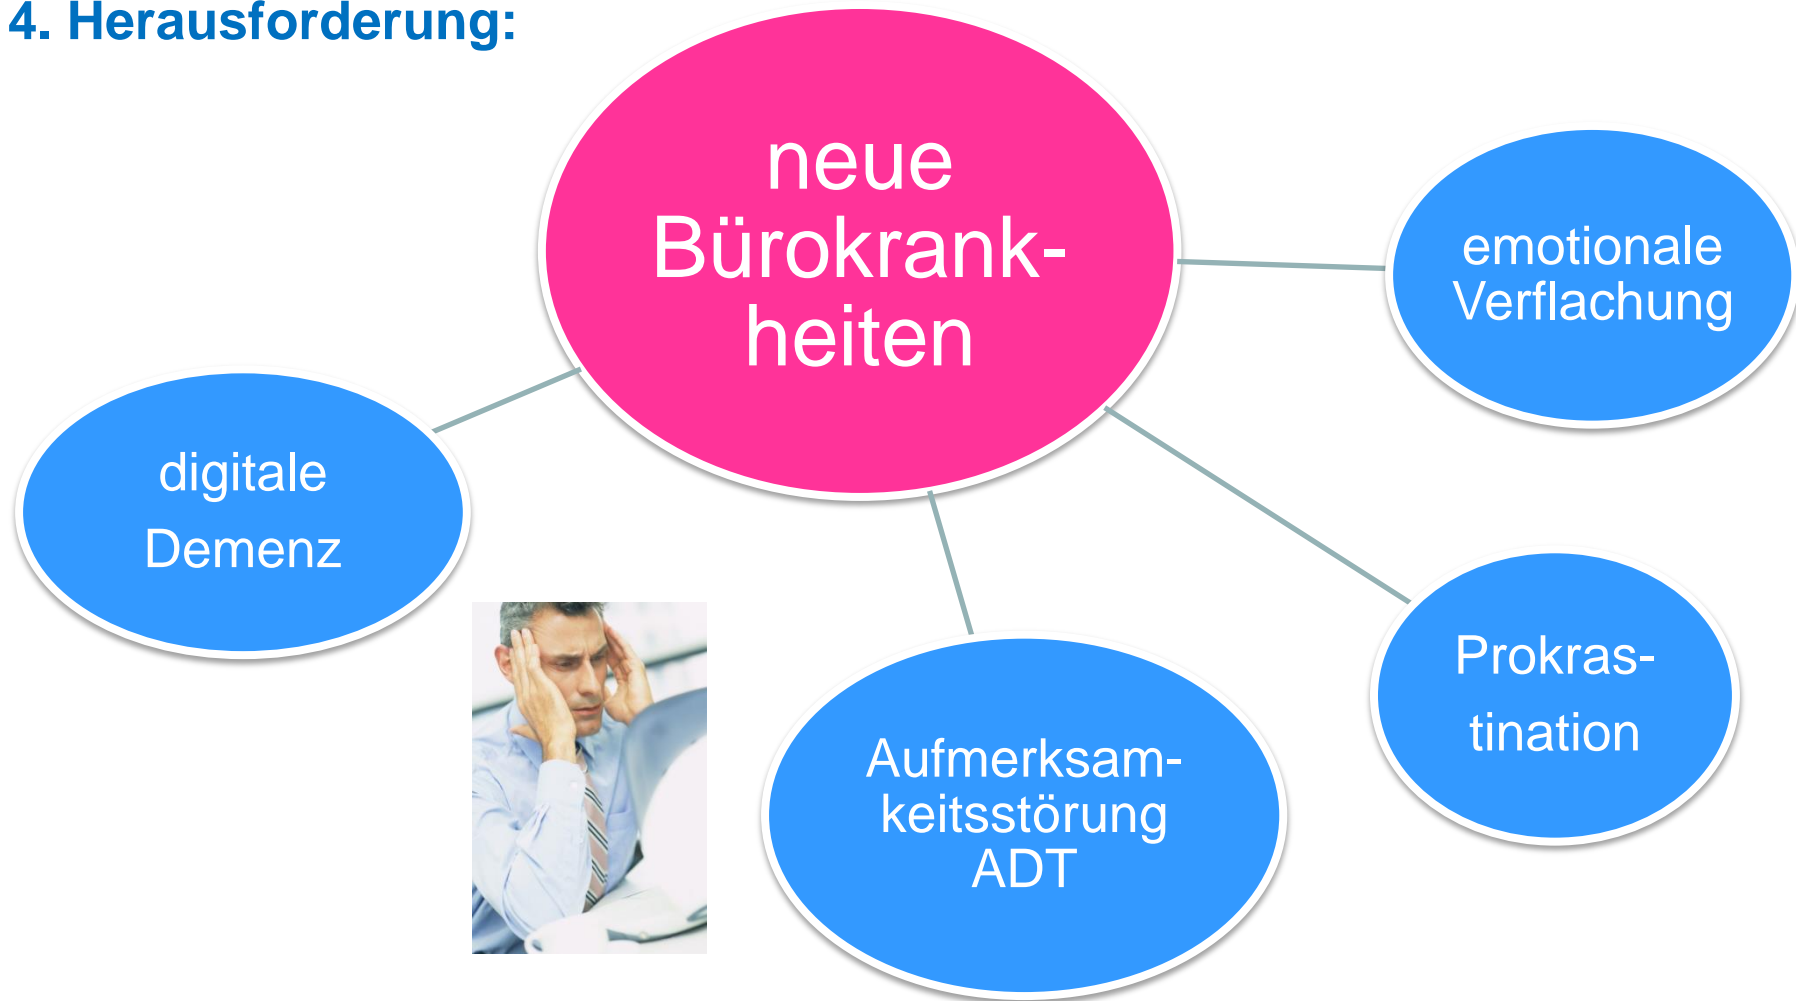 4. Herausforderung:
neue
Bürokrank-
heiten
emotionale
Verflachung
digitale
Demenz
Prokras-
tination
Aufmerksam-
keitsstörung
ADT